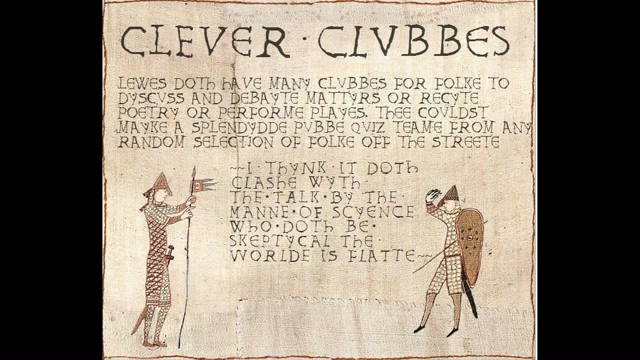 CLEVER · CLVBBES
LEWES DOTH HAVE MANY CLVBBES FOR FOLKE TO
DYSCVSS AND DEBAYTE MATTYRS OR RECYTE
POETRY OR PERFORME PLAYES. THEE COVLDST
MAYKE A SPLENDYDDE PVBBE QVIZ TEAME FROM ANY
RANDOM SELECTION OF FOLKE OFF THE STREETE
~I·THYNK·IT DOTH
CLASHE WYTH·
THE·TALK·BY THE·
MANNE·OF SCYENCE
WHO·DOTH BE·
SKEPTYCAL THE·
WORLDE IS FLATTE~~